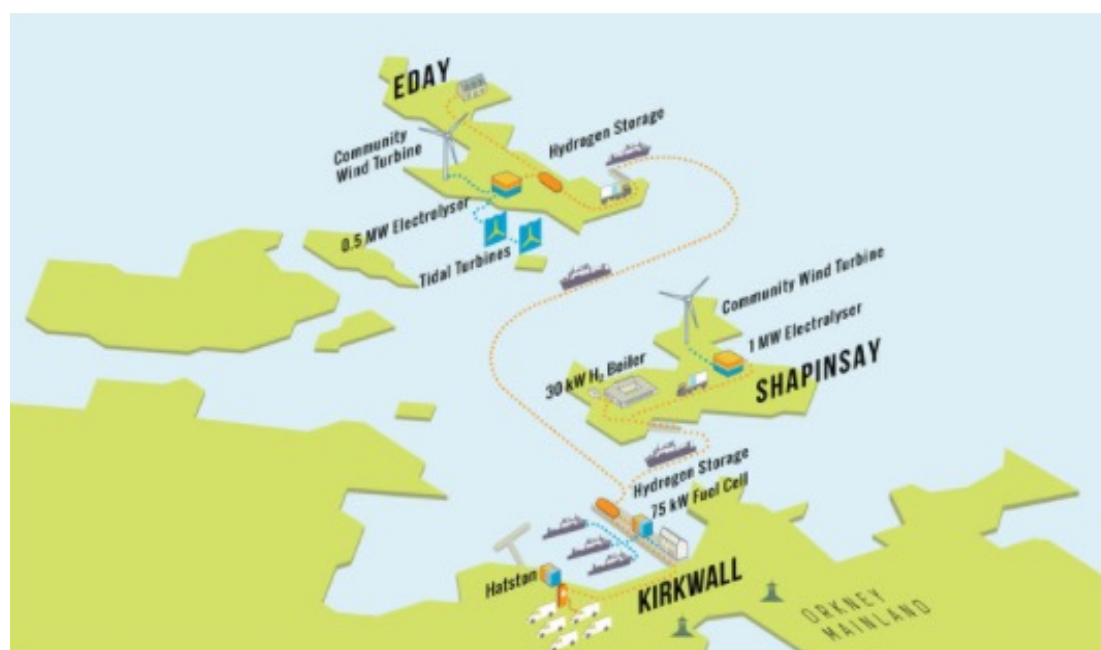 EDAY
Community
Wind Turbine
Hydrogen Storage
0.5 MW Electrolyser
Tidal Turbines
Community Wind Turbine
1 MW Electralyser
30 kW H₂ Boiler
SHAPINSAY
Hydrogen Storage
75 kW Fuel Cell
Hatston
KIRKWALL
ORKNEY
MAINLAND